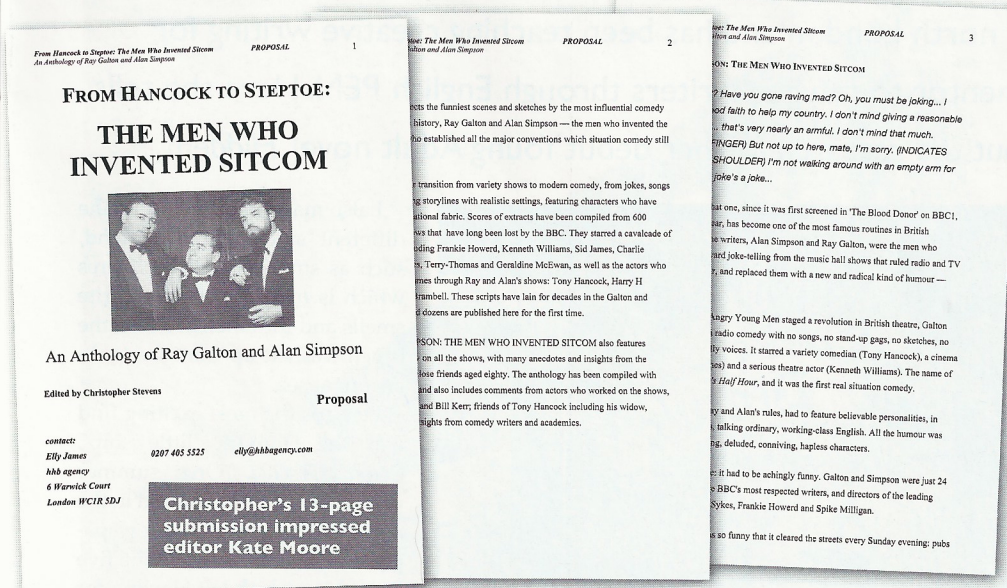 From Hancock to Steptoe: The Men Who Invented Sitcom PROPOSAL 1
An Anthology of Ray Galton and Alan Simpson
FROM HANCOCK TO STEPTOE:
THE MEN WHO
INVENTED SITCOM
An Anthology of Ray Galton and Alan Simpson
Edited by Christopher Stevens
Proposal
contact:
Elly James 0207 405 5525 elly@hhbagency.com
hhb agency
6 Warwick Court
London WC1R 5DJ
Christopher's 13-page
submission impressed
editor Kate Moore
toe: The Men Who Invented Sitcom PROPOSAL 2
alton and Alan Simpson
cts the funniest scenes and sketches by the most influential comedy
history, Ray Galton and Alan Simpson — the men who invented the
ho established all the major conventions which situation comedy still
r transition from variety shows to modern comedy, from jokes, songs
g storylines with realistic settings, featuring characters who have
ational fabric. Scores of extracts have been compiled from 600
ws that have long been lost by the BBC. They starred a cavalcade of
uding Frankie Howerd, Kenneth Williams, Sid James, Charlie
s, Terry-Thomas and Geraldine McEwan, as well as the actors who
mes through Ray and Alan's shows: Tony Hancock, Harry H
rambell. These scripts have lain for decades in the Galton and
d dozens are published here for the first time.
PSON: THE MEN WHO INVENTED SITCOM also features
on all the shows, with many anecdotes and insights from the
lose friends aged eighty. The anthology has been compiled with
and also includes comments from actors who worked on the shows,
and Bill Kerr; friends of Tony Hancock including his widow,
sights from comedy writers and academics.
oe: The Men Who Invented Sitcom PROPOSAL 3
alton and Alan Simpson
SON: THE MEN WHO INVENTED SITCOM
? Have you gone raving mad? Oh, you must be joking... I
od faith to help my country. I don't mind giving a reasonable
... that's very nearly an armful. I don't mind that much.
FINGER) But not up to here, mate, I'm sorry. (INDICATES
SHOULDER) I'm not walking around with an empty arm for
joke's a joke...
at one, since it was first screened in 'The Blood Donor' on BBC1,
ar, has become one of the most famous routines in British
e writers, Alan Simpson and Ray Galton, were the men who
ard joke-telling from the music hall shows that ruled radio and TV
, and replaced them with a new and radical kind of humour —
Angry Young Men staged a revolution in British theatre, Galton
radio comedy with no songs, no stand-up gags, no sketches, no
lly voices. It starred a variety comedian (Tony Hancock), a cinema
es) and a serious theatre actor (Kenneth Williams). The name of
's Half Hour, and it was the first real situation comedy.
ay and Alan's rules, had to feature believable personalities, in
, talking ordinary, working-class English. All the humour was
ng, deluded, conniving, hapless characters.
e: it had to be achingly funny. Galton and Simpson were just 24
e BBC's most respected writers, and directors of the leading
Sykes, Frankie Howerd and Spike Milligan.
s so funny that it cleared the streets every Sunday evening: pubs